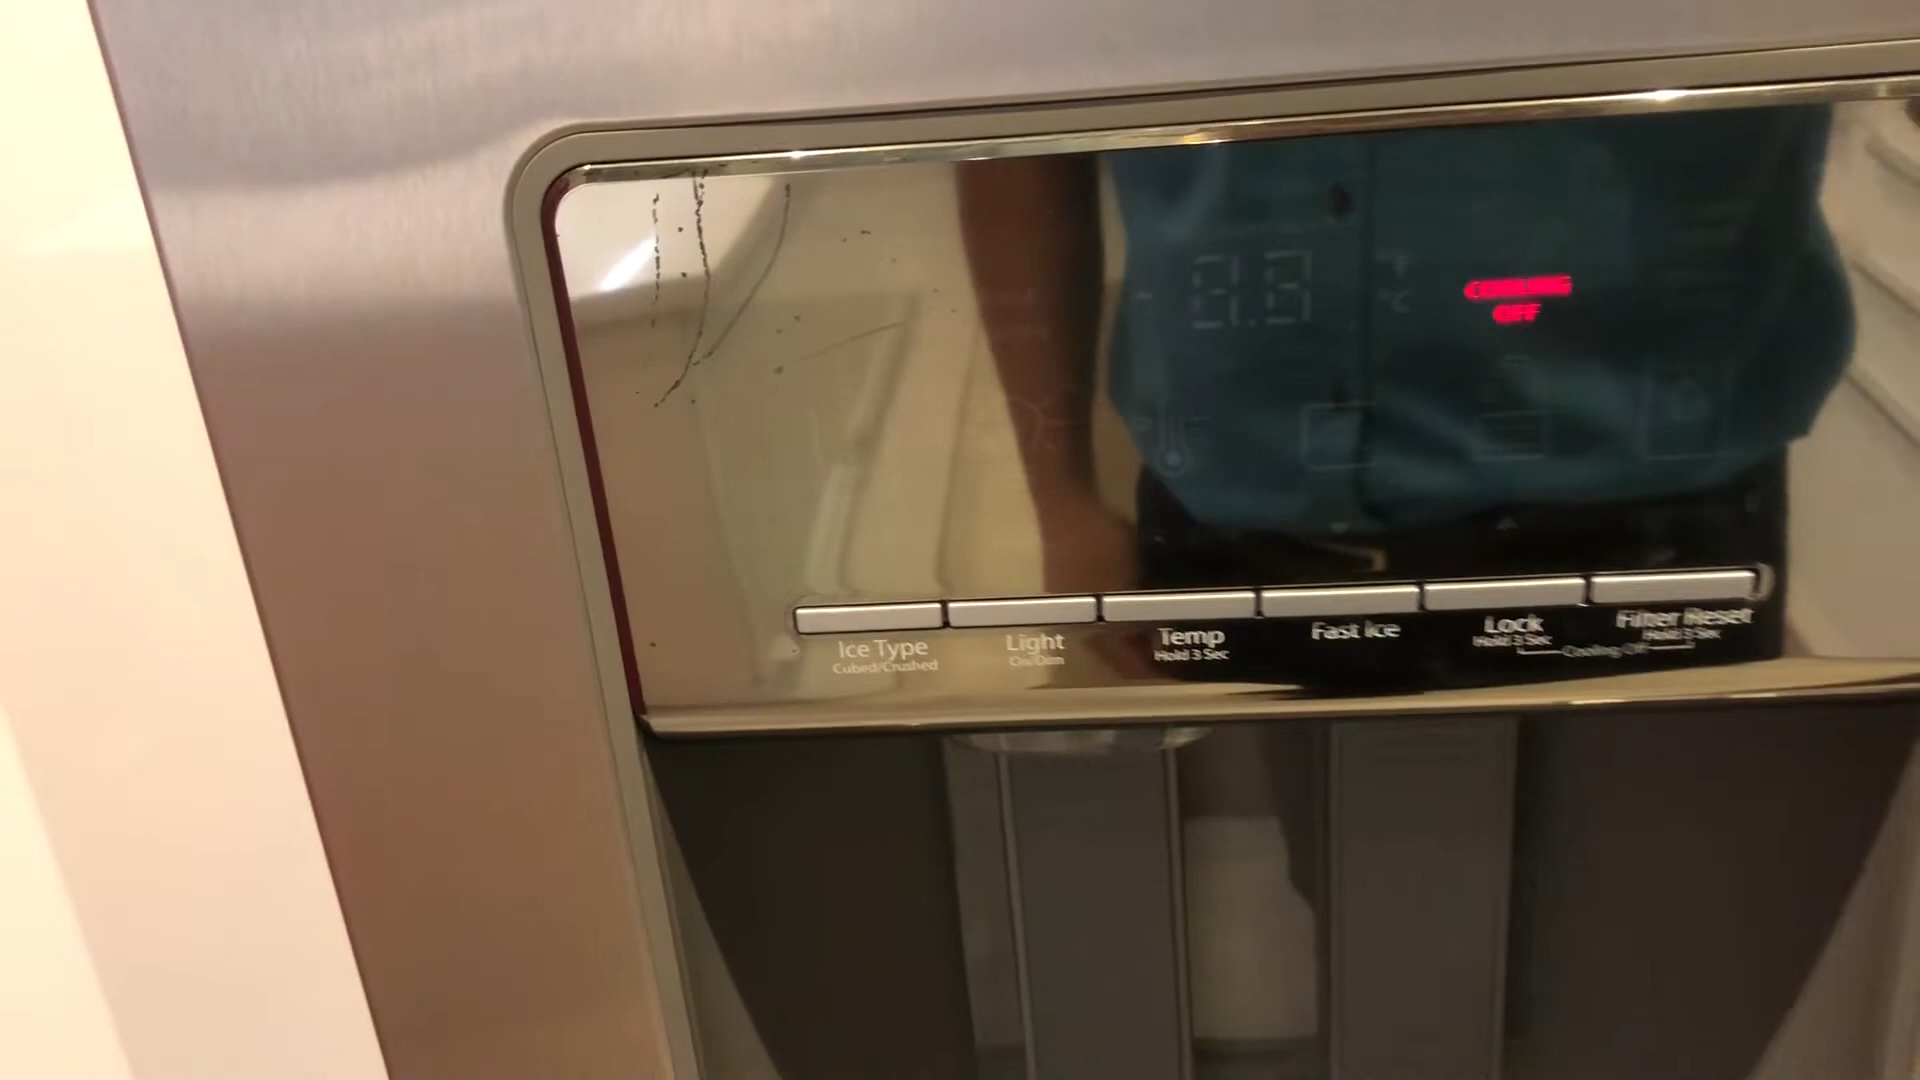 COOLING
OFF
Ice Type
Cubed/Crushed
Light
On/Dim
Temp
Hold 3 Sec
Fast Ice
Lock
Hold 3 Sec
Filter Reset
Hold 3 Sec
Cooling Off
°F
°C